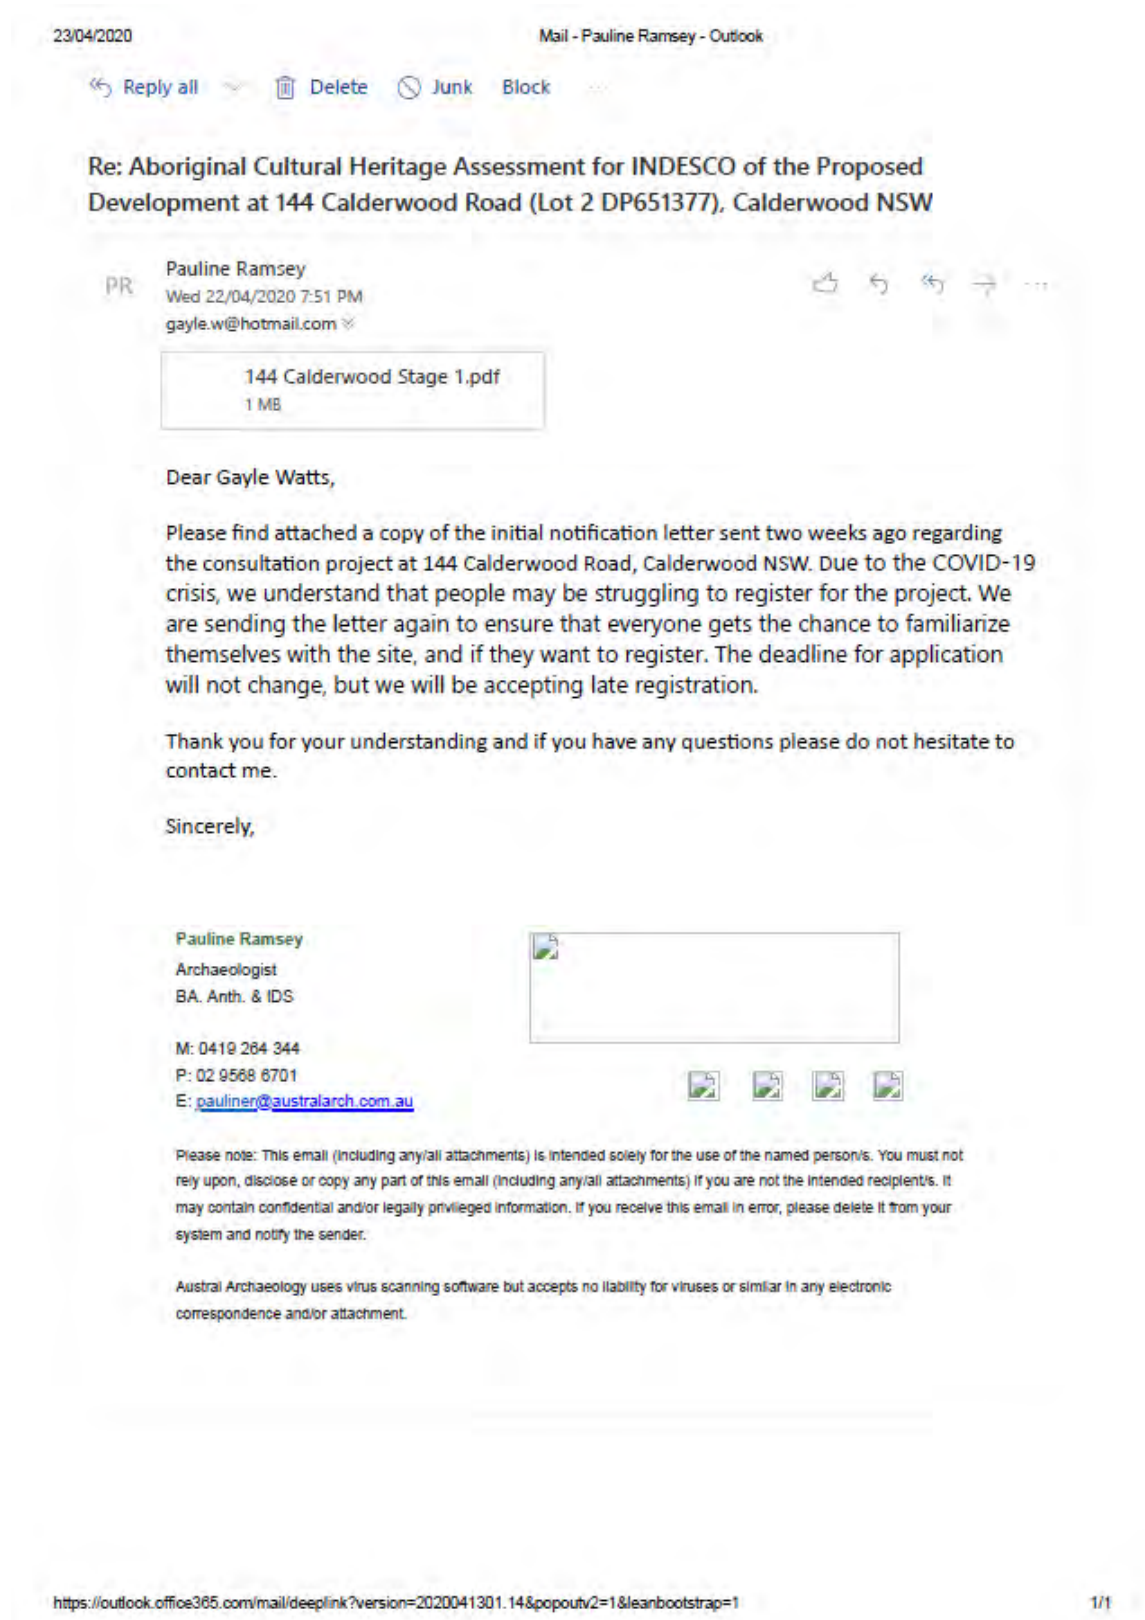 23/04/2020
Mail - Pauline Ramsey - Outlook
Reply all
Delete
Junk
Block
Re: Aboriginal Cultural Heritage Assessment for INDESCO of the Proposed
Development at 144 Calderwood Road (Lot 2 DP651377), Calderwood NSW
PR
Pauline Ramsey
Wed 22/04/2020 7:51 PM
gayle.w@hotmail.com
144 Calderwood Stage 1.pdf
1 MB
Dear Gayle Watts,
Please find attached a copy of the initial notification letter sent two weeks ago regarding
the consultation project at 144 Calderwood Road, Calderwood NSW. Due to the COVID-19
crisis, we understand that people may be struggling to register for the project. We
are sending the letter again to ensure that everyone gets the chance to familiarize
themselves with the site, and if they want to register. The deadline for application
will not change, but we will be accepting late registration.
Thank you for your understanding and if you have any questions please do not hesitate to
contact me.
Sincerely,
Pauline Ramsey
Archaeologist
BA. Anth. & IDS
M: 0419 264 344
P: 02 9568 6701
E: pauliner@australarch.com.au
Please note: This email (including any/all attachments) is intended solely for the use of the named person/s. You must not
rely upon, disclose or copy any part of this email (including any/all attachments) if you are not the intended recipient/s. It
may contain confidential and/or legally privileged information. If you receive this email in error, please delete it from your
system and notify the sender.
Austral Archaeology uses virus scanning software but accepts no liability for viruses or similar in any electronic
correspondence and/or attachment.
https://outlook.office365.com/mail/deeplink?version=2020041301.14&popoutv2=1&leanbootstrap=1
1/1